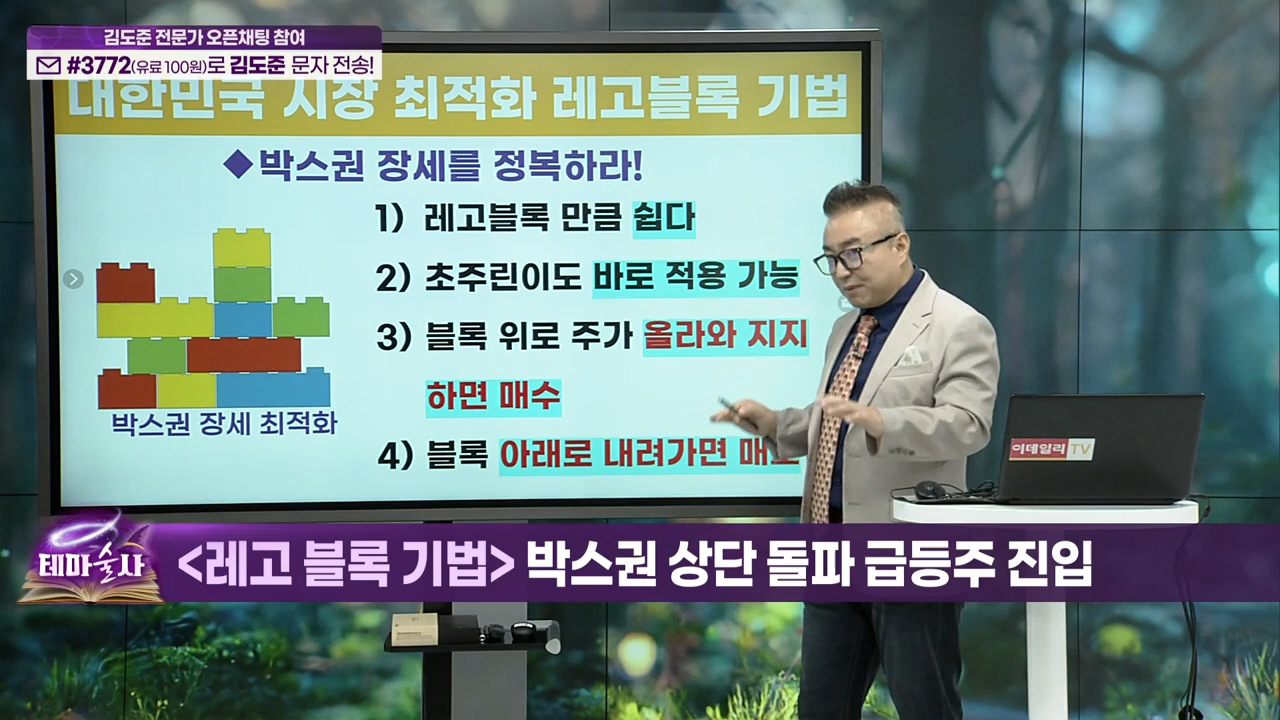 김도준 전문가 오픈채팅 참여
#3772(유료 100원)로 김도준 문자 전송!
대한민국 시장 최적화 레고블록 기법
◆박스권 장세를 정복하라!
1) 레고블록 만큼 쉽다
2) 초주린이도 바로 적용 가능
3) 블록 위로 주가 올라와 지지
하면 매수
4) 블록 아래로 내려가면 매도
박스권 장세 최적화
이데일리 TV
테마술사
<레고 블록 기법> 박스권 상단 돌파 급등주 진입